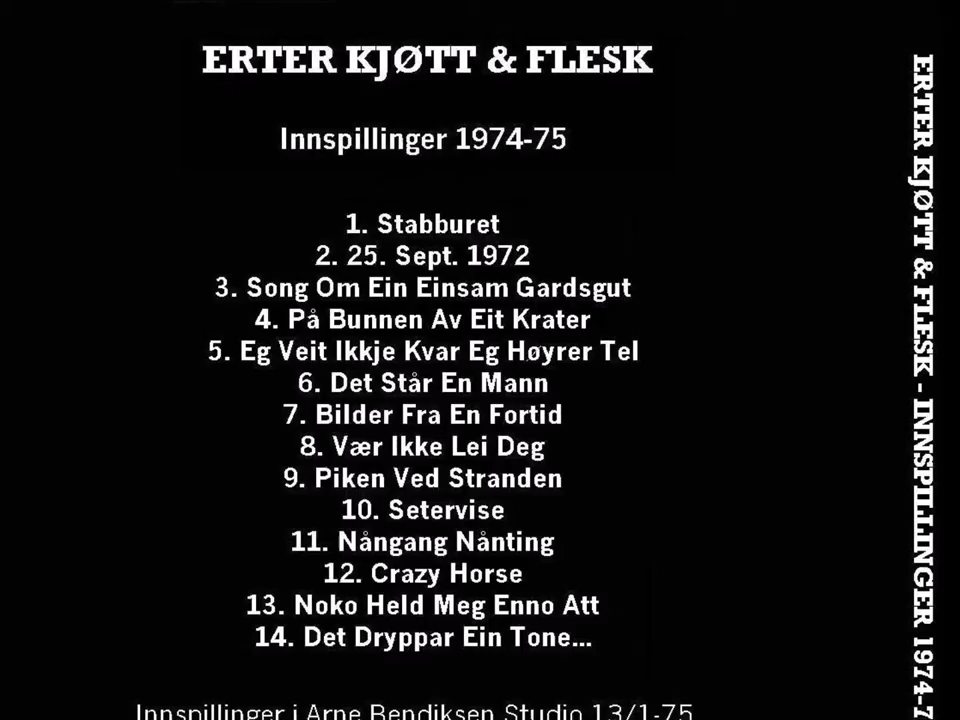 ERTER KJØTT & FLESK
Innspillinger 1974-75
1. Stabburet
2. 25. Sept. 1972
3. Song Om Ein Einsam Gardsgut
4. På Bunnen Av Eit Krater
5. Eg Veit Ikkje Kvar Eg Høyrer Tel
6. Det Står En Mann
7. Bilder Fra En Fortid
8. Vær Ikke Lei Deg
9. Piken Ved Stranden
10. Setervise
11. Nångang Nånting
12. Crazy Horse
13. Noko Held Meg Enno Att
14. Det Dryppar Ein Tone...
Innspillinger i Arne Bendiksen Studio 13/1-75
ERTER KJØTT & FLESK - INNSPILLINGER 1974-7